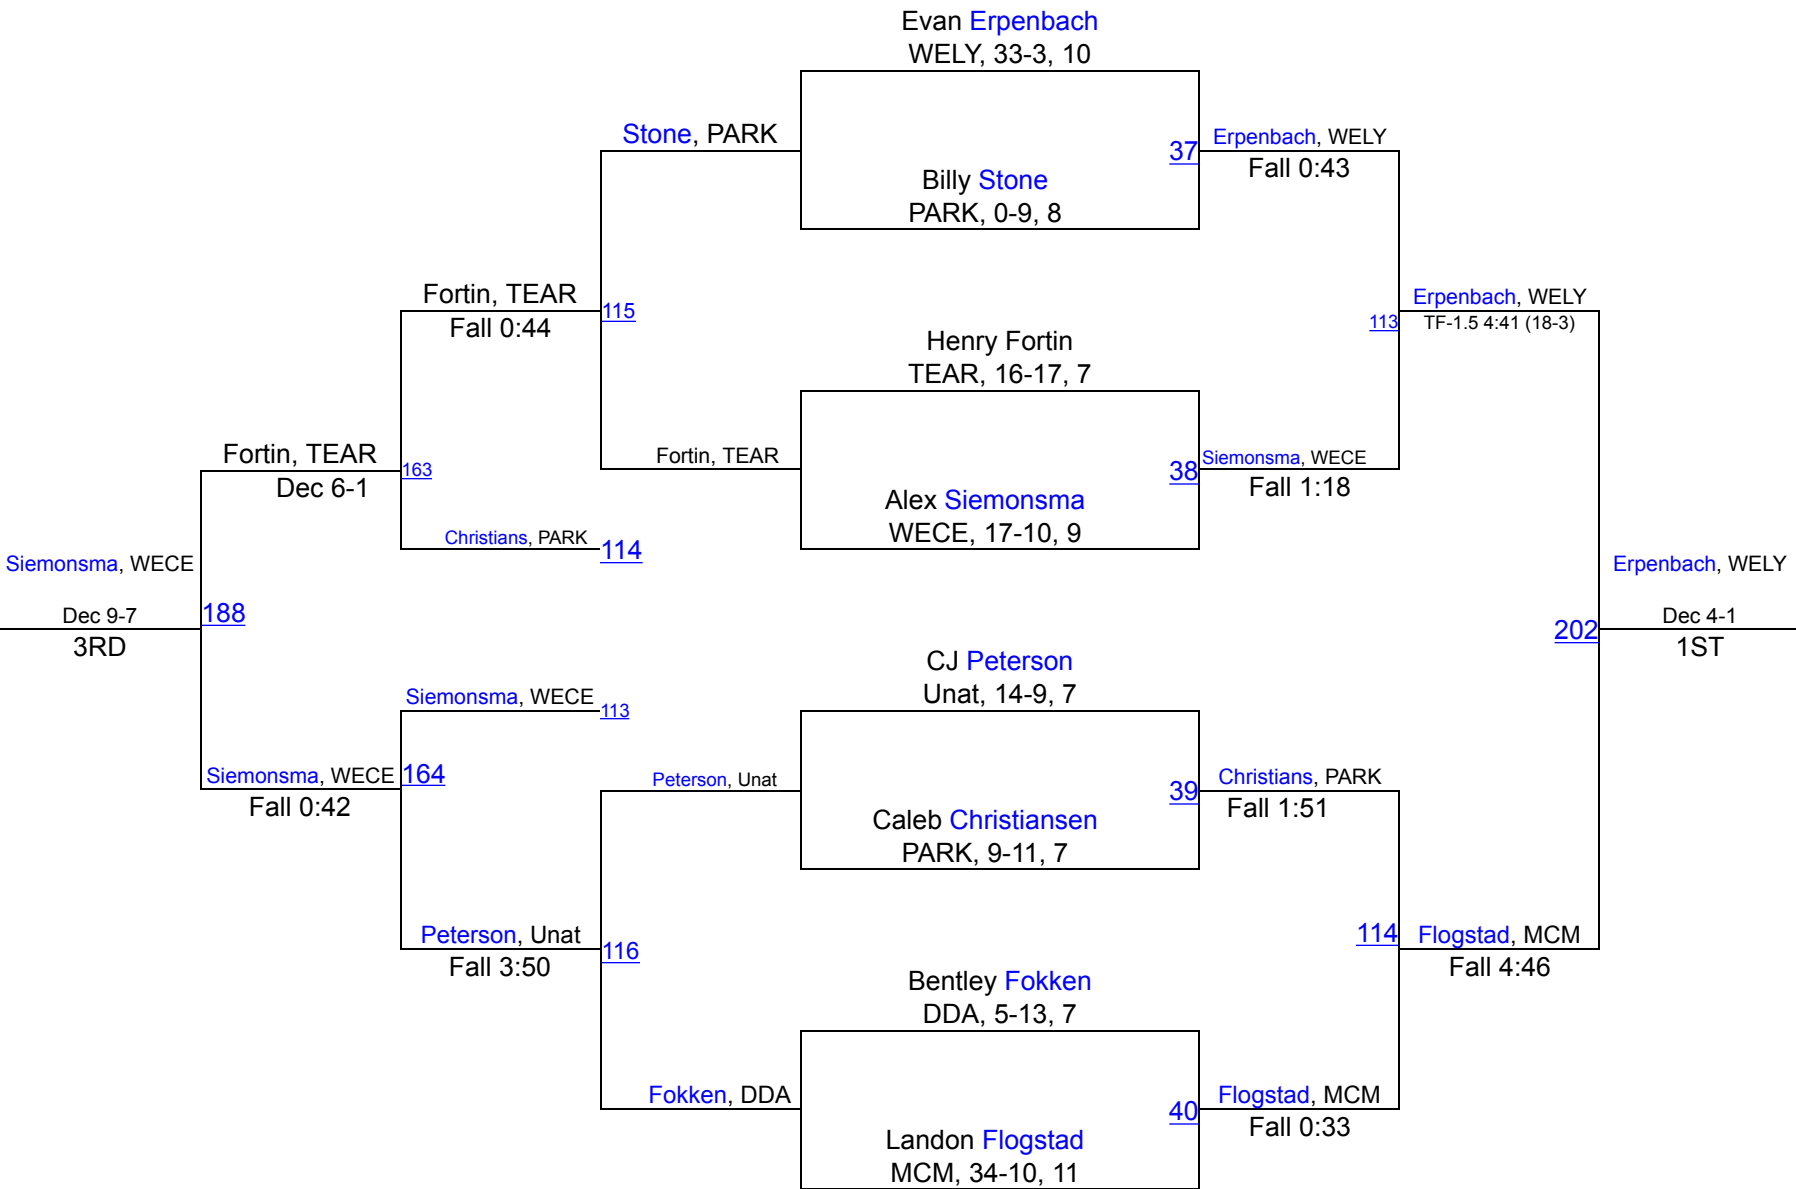 Evan Erpenbach
WELY, 33-3, 10
Stone, PARK
37
Erpenbach, WELY
Fall 0:43
Billy Stone
PARK, 0-9, 8
Fortin, TEAR
Fall 0:44
115
Erpenbach, WELY
113
TF-1.5 4:41 (18-3)
Henry Fortin
TEAR, 16-17, 7
Fortin, TEAR
Dec 6-1
163
Fortin, TEAR
38
Siemonsma, WECE
Fall 1:18
Alex Siemonsma
WECE, 17-10, 9
Christians, PARK
114
Siemonsma, WECE
Dec 9-7
3RD
188
Erpenbach, WELY
202
Dec 4-1
1ST
CJ Peterson
Unat, 14-9, 7
Siemonsma, WECE
113
Siemonsma, WECE
Fall 0:42
164
Peterson, Unat
39
Christians, PARK
Fall 1:51
Caleb Christiansen
PARK, 9-11, 7
Peterson, Unat
Fall 3:50
116
114
Flogstad, MCM
Fall 4:46
Bentley Fokken
DDA, 5-13, 7
Fokken, DDA
40
Flogstad, MCM
Fall 0:33
Landon Flogstad
MCM, 34-10, 11